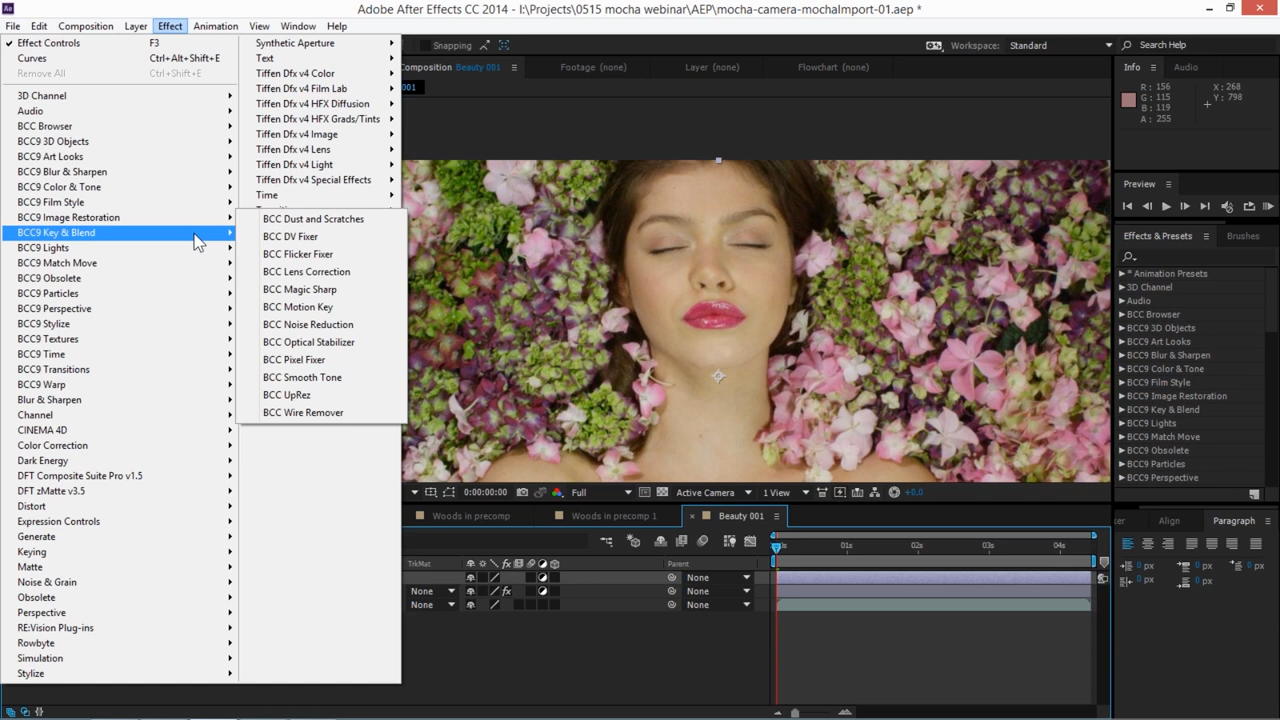 Adobe After Effects CC 2014 - I:\Projects\0515 mocha webinar\AEP\mocha-camera-mochaImport-01.aep *
File Edit Composition Layer Effect Animation View Window Help
Effect Controls F3
Curves Ctrl+Alt+Shift+E
Remove All Ctrl+Shift+E
3D Channel
Audio
BCC Browser
BCC9 3D Objects
BCC9 Art Looks
BCC9 Blur & Sharpen
BCC9 Color & Tone
BCC9 Film Style
BCC9 Image Restoration
BCC9 Key & Blend
BCC9 Lights
BCC9 Match Move
BCC9 Obsolete
BCC9 Particles
BCC9 Perspective
BCC9 Stylize
BCC9 Textures
BCC9 Time
BCC9 Transitions
BCC9 Warp
Blur & Sharpen
Channel
CINEMA 4D
Color Correction
Dark Energy
DFT Composite Suite Pro v1.5
DFT zMatte v3.5
Distort
Expression Controls
Generate
Keying
Matte
Noise & Grain
Obsolete
Perspective
RE:Vision Plug-ins
Rowbyte
Simulation
Stylize
Synthetic Aperture
Text
Tiffen Dfx v4 Color
Tiffen Dfx v4 Film Lab
Tiffen Dfx v4 HFX Diffusion
Tiffen Dfx v4 HFX Grads/Tints
Tiffen Dfx v4 Image
Tiffen Dfx v4 Lens
Tiffen Dfx v4 Light
Tiffen Dfx v4 Special Effects
Time
BCC Dust and Scratches
BCC DV Fixer
BCC Flicker Fixer
BCC Lens Correction
BCC Magic Sharp
BCC Motion Key
BCC Noise Reduction
BCC Optical Stabilizer
BCC Pixel Fixer
BCC Smooth Tone
BCC UpRez
BCC Wire Remover
Snapping
Workspace: Standard
Search Help
Composition Beauty 001 Footage (none) Layer (none) Flowchart (none)
001
0:00:00:00 Full Active Camera 1 View +0.0
Info Audio
R: 156 X: 268
G: 115 Y: 798
B: 119
A: 255
Preview
Effects & Presets Brushes
* Animation Presets
3D Channel
Audio
BCC Browser
BCC9 3D Objects
BCC9 Art Looks
BCC9 Blur & Sharpen
BCC9 Color & Tone
BCC9 Film Style
BCC9 Image Restoration
BCC9 Key & Blend
BCC9 Lights
BCC9 Match Move
BCC9 Obsolete
BCC9 Particles
BCC9 Perspective
Woods in precomp Woods in precomp 1 Beauty 001
01s 02s 03s 04s
TrkMat Parent
None
None None
None None
Align Paragraph
0 px 0 px 0 px
0 px 0 px